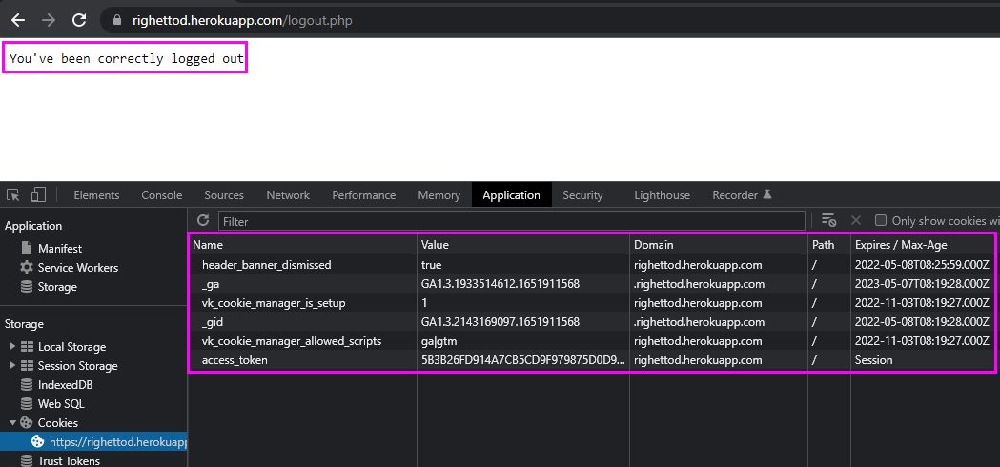 righettod.herokuapp.com/logout.php
You've been correctly logged out
Elements Console Sources Network Performance Memory Application Security Lighthouse Recorder
Application
Filter
Only show cookies wi
Manifest
Service Workers
Storage
Storage
Local Storage
Session Storage
IndexedDB
Web SQL
Cookies
https://righettod.herokuapp
Trust Tokens
Name Value Domain Path Expires / Max-Age
header_banner_dismissed true righettod.herokuapp.com / 2022-05-08T08:25:59.000Z
_ga GA1.3.1933514612.1651911568 .righettod.herokuapp.com / 2023-05-07T08:19:28.000Z
vk_cookie_manager_is_setup 1 righettod.herokuapp.com / 2022-11-03T08:19:27.000Z
_gid GA1.3.2143169097.1651911568 .righettod.herokuapp.com / 2022-05-08T08:19:28.000Z
vk_cookie_manager_allowed_scripts ga|gtm righettod.herokuapp.com / 2022-11-03T08:19:27.000Z
access_token 5B3B26FD914A7CB5CD9F979875D0D9... righettod.herokuapp.com / Session